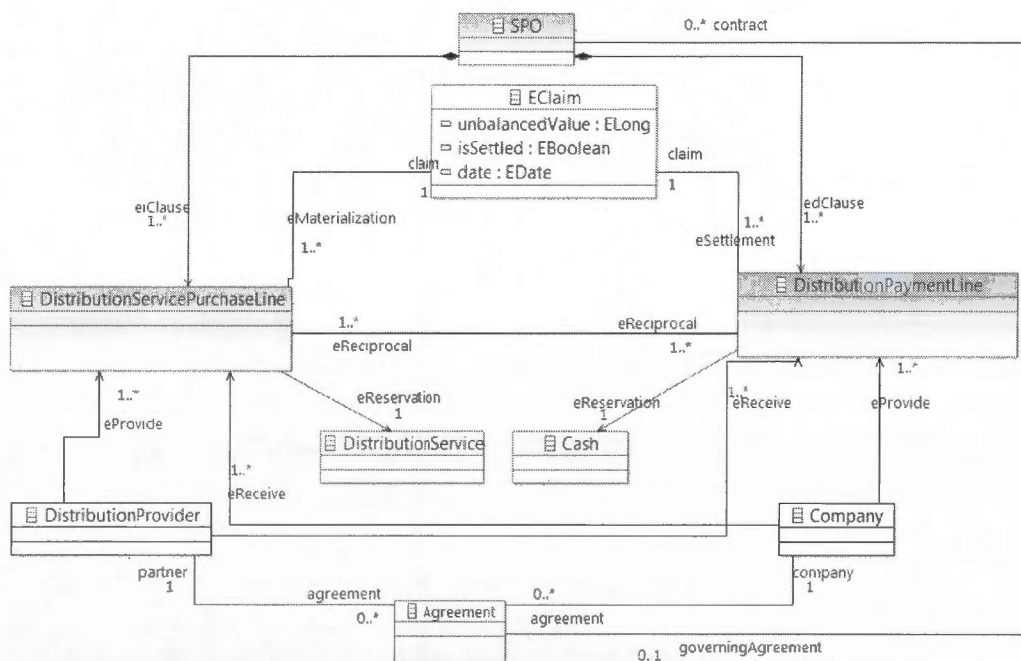 SPO
0..* contract
EClaim
unbalancedValue : ELong
isSettled : EBoolean
date : EDate
claim
1
claim
1
eiClause
1..*
eMaterialization
1..*
edClause
1..*
1..*
eSettlement
DistributionServicePurchaseLine
DistributionPaymentLine
1..*
eReciprocal
eReciprocal
1..*
1..*
eProvide
eReservation
1
eReservation
1
1..*
eReceive
1..*
eProvide
DistributionService
Cash
1..*
eReceive
DistributionProvider
Company
partner
1
agreement
0..*
company
1
0..*
agreement
Agreement
0..1
governingAgreement